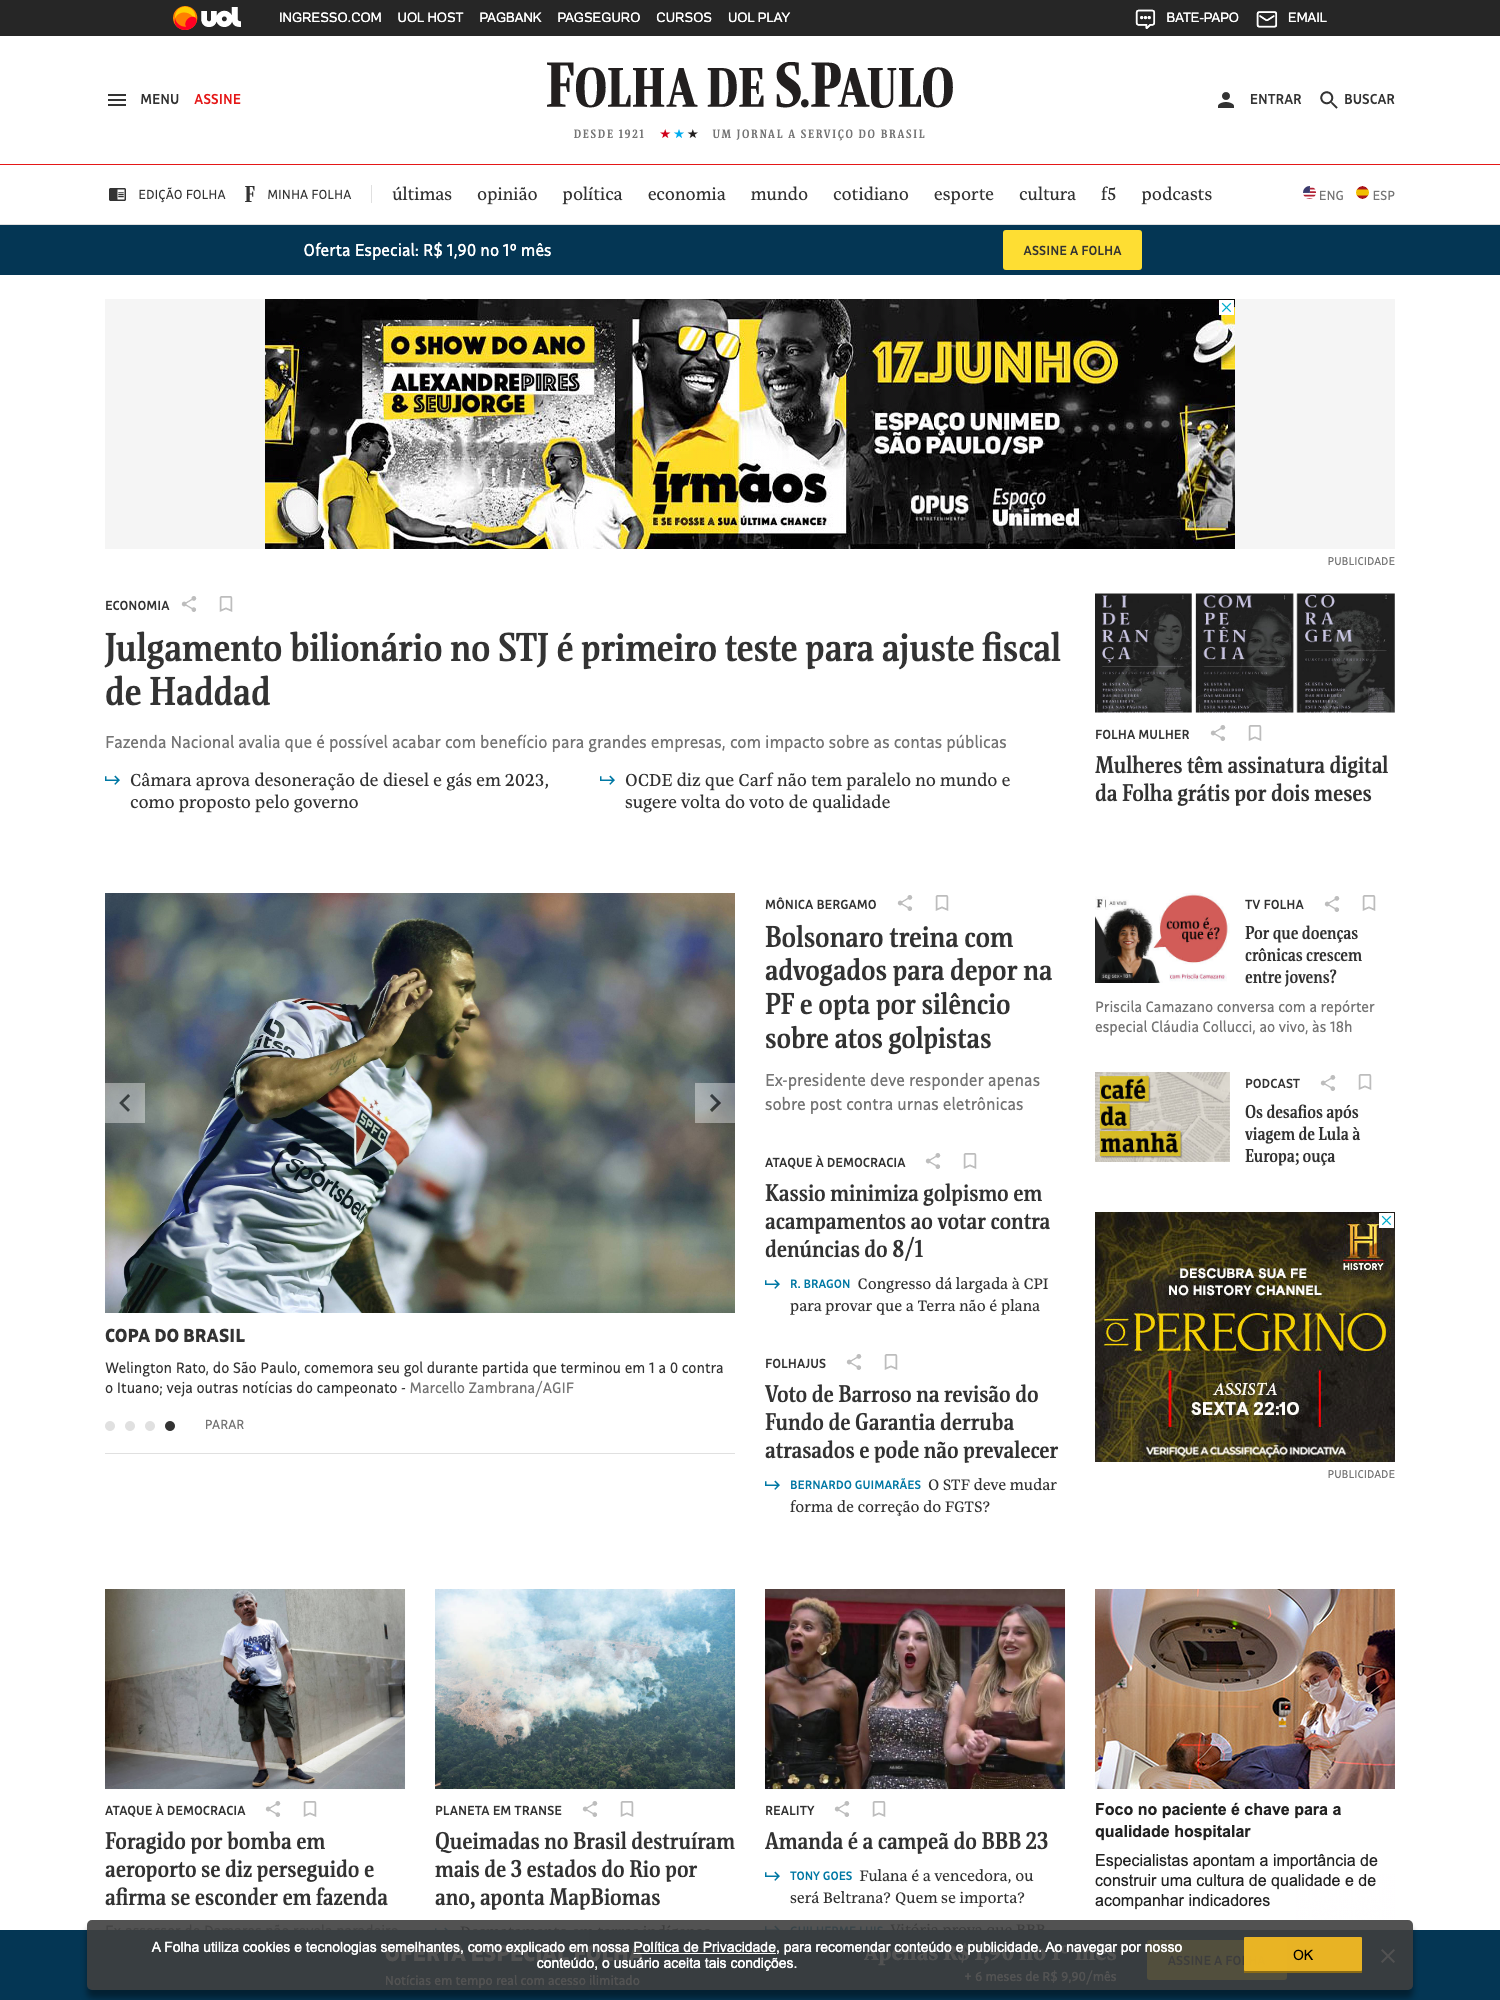 uol
INGRESSO.COM UOL HOST PAGBANK PAGSEGURO CURSOS UOL PLAY
BATE-PAPO EMAIL
MENU ASSINE
FOLHA DE S.PAULO
ENTRAR BUSCAR
DESDE 1921 ★★★ UM JORNAL A SERVIÇO DO BRASIL
EDIÇÃO FOLHA F MINHA FOLHA últimas opinião política economia mundo cotidiano esporte cultura f5 podcasts ENG ESP
Oferta Especial: R$ 1,90 no 1º mês
ASSINE A FOLHA
O SHOW DO ANO
ALEXANDREPIRES
& SEUJORGE
irmãos
E SE FOSSE A SUA ÚLTIMA CHANCE?
17.JUNHO
ESPAÇO UNIMED
SÃO PAULO/SP
OPUS
ENTRETENIMENTO
Espaço
Unimed
PUBLICIDADE
ECONOMIA
Julgamento bilionário no STJ é primeiro teste para ajuste fiscal
de Haddad
Fazenda Nacional avalia que é possível acabar com benefício para grandes empresas, com impacto sobre as contas públicas
Câmara aprova desoneração de diesel e gás em 2023,
como proposto pelo governo
OCDE diz que Carf não tem paralelo no mundo e
sugere volta do voto de qualidade
LI
DE
RAN
ÇA
COM
PE
TÊN
CIA
CO
RA
GEM
FOLHA MULHER
Mulheres têm assinatura digital
da Folha grátis por dois meses
SPFC
Sportsbet
COPA DO BRASIL
Welington Rato, do São Paulo, comemora seu gol durante partida que terminou em 1 a 0 contra
o Ituano; veja outras notícias do campeonato - Marcello Zambrana/AGIF
PARAR
MÔNICA BERGAMO
Bolsonaro treina com
advogados para depor na
PF e opta por silêncio
sobre atos golpistas
Ex-presidente deve responder apenas
sobre post contra urnas eletrônicas
ATAQUE À DEMOCRACIA
Kassio minimiza golpismo em
acampamentos ao votar contra
denúncias do 8/1
R. BRAGON Congresso dá largada à CPI
para provar que a Terra não é plana
FOLHAJUS
Voto de Barroso na revisão do
Fundo de Garantia derruba
atrasados e pode não prevalecer
BERNARDO GUIMARÃES O STF deve mudar
forma de correção do FGTS?
F AO VIVO
como é,
que é?
seg-sex - 18h
com Priscila Camazano
TV FOLHA
Por que doenças
crônicas crescem
entre jovens?
Priscila Camazano conversa com a repórter
especial Cláudia Collucci, ao vivo, às 18h
café
da
manhã
PODCAST
Os desafios após
viagem de Lula à
Europa; ouça
H
HISTORY
DESCUBRA SUA FE
NO HISTORY CHANNEL
O PEREGRINO
ASSISTA
SEXTA 22:10
VERIFIQUE A CLASSIFICAÇÃO INDICATIVA
PUBLICIDADE
ATAQUE À DEMOCRACIA
Foragido por bomba em
aeroporto se diz perseguido e
afirma se esconder em fazenda
PLANETA EM TRANSE
Queimadas no Brasil destruíram
mais de 3 estados do Rio por
ano, aponta MapBiomas
REALITY
Amanda é a campeã do BBB 23
TONY GOES Fulana é a vencedora, ou
será Beltrana? Quem se importa?
Foco no paciente é chave para a
qualidade hospitalar
Especialistas apontam a importância de
construir uma cultura de qualidade e de
acompanhar indicadores
A Folha utiliza cookies e tecnologias semelhantes, como explicado em nossa Política de Privacidade, para recomendar conteúdo e publicidade. Ao navegar por nosso
conteúdo, o usuário aceita tais condições.
OK
Notícias em tempo real com acesso ilimitado
+ 6 meses de R$ 9,90/mês
ASSINE A FO